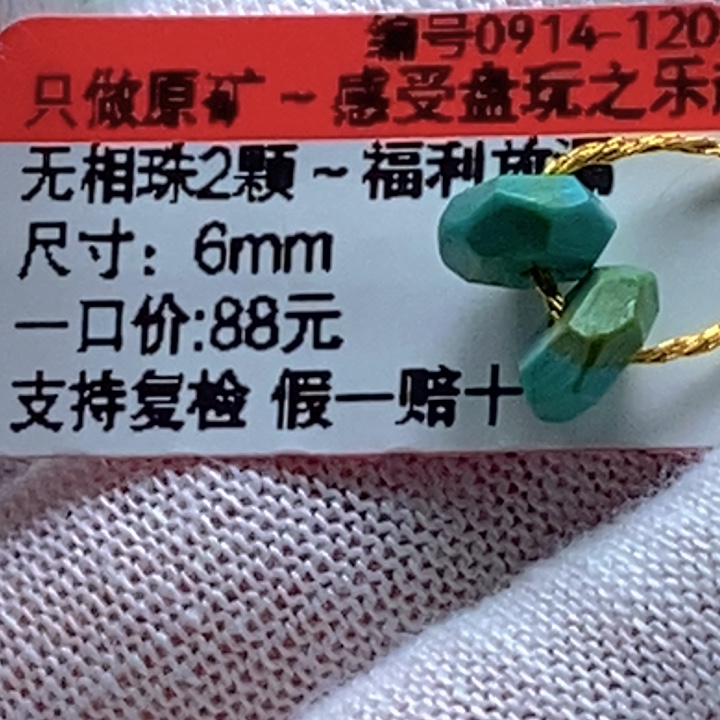 编号0914-120
只做原矿～感受盘玩之乐
无相珠2颗～福利放漏
尺寸：6mm
一口价:88元
支持复检 假一赔十